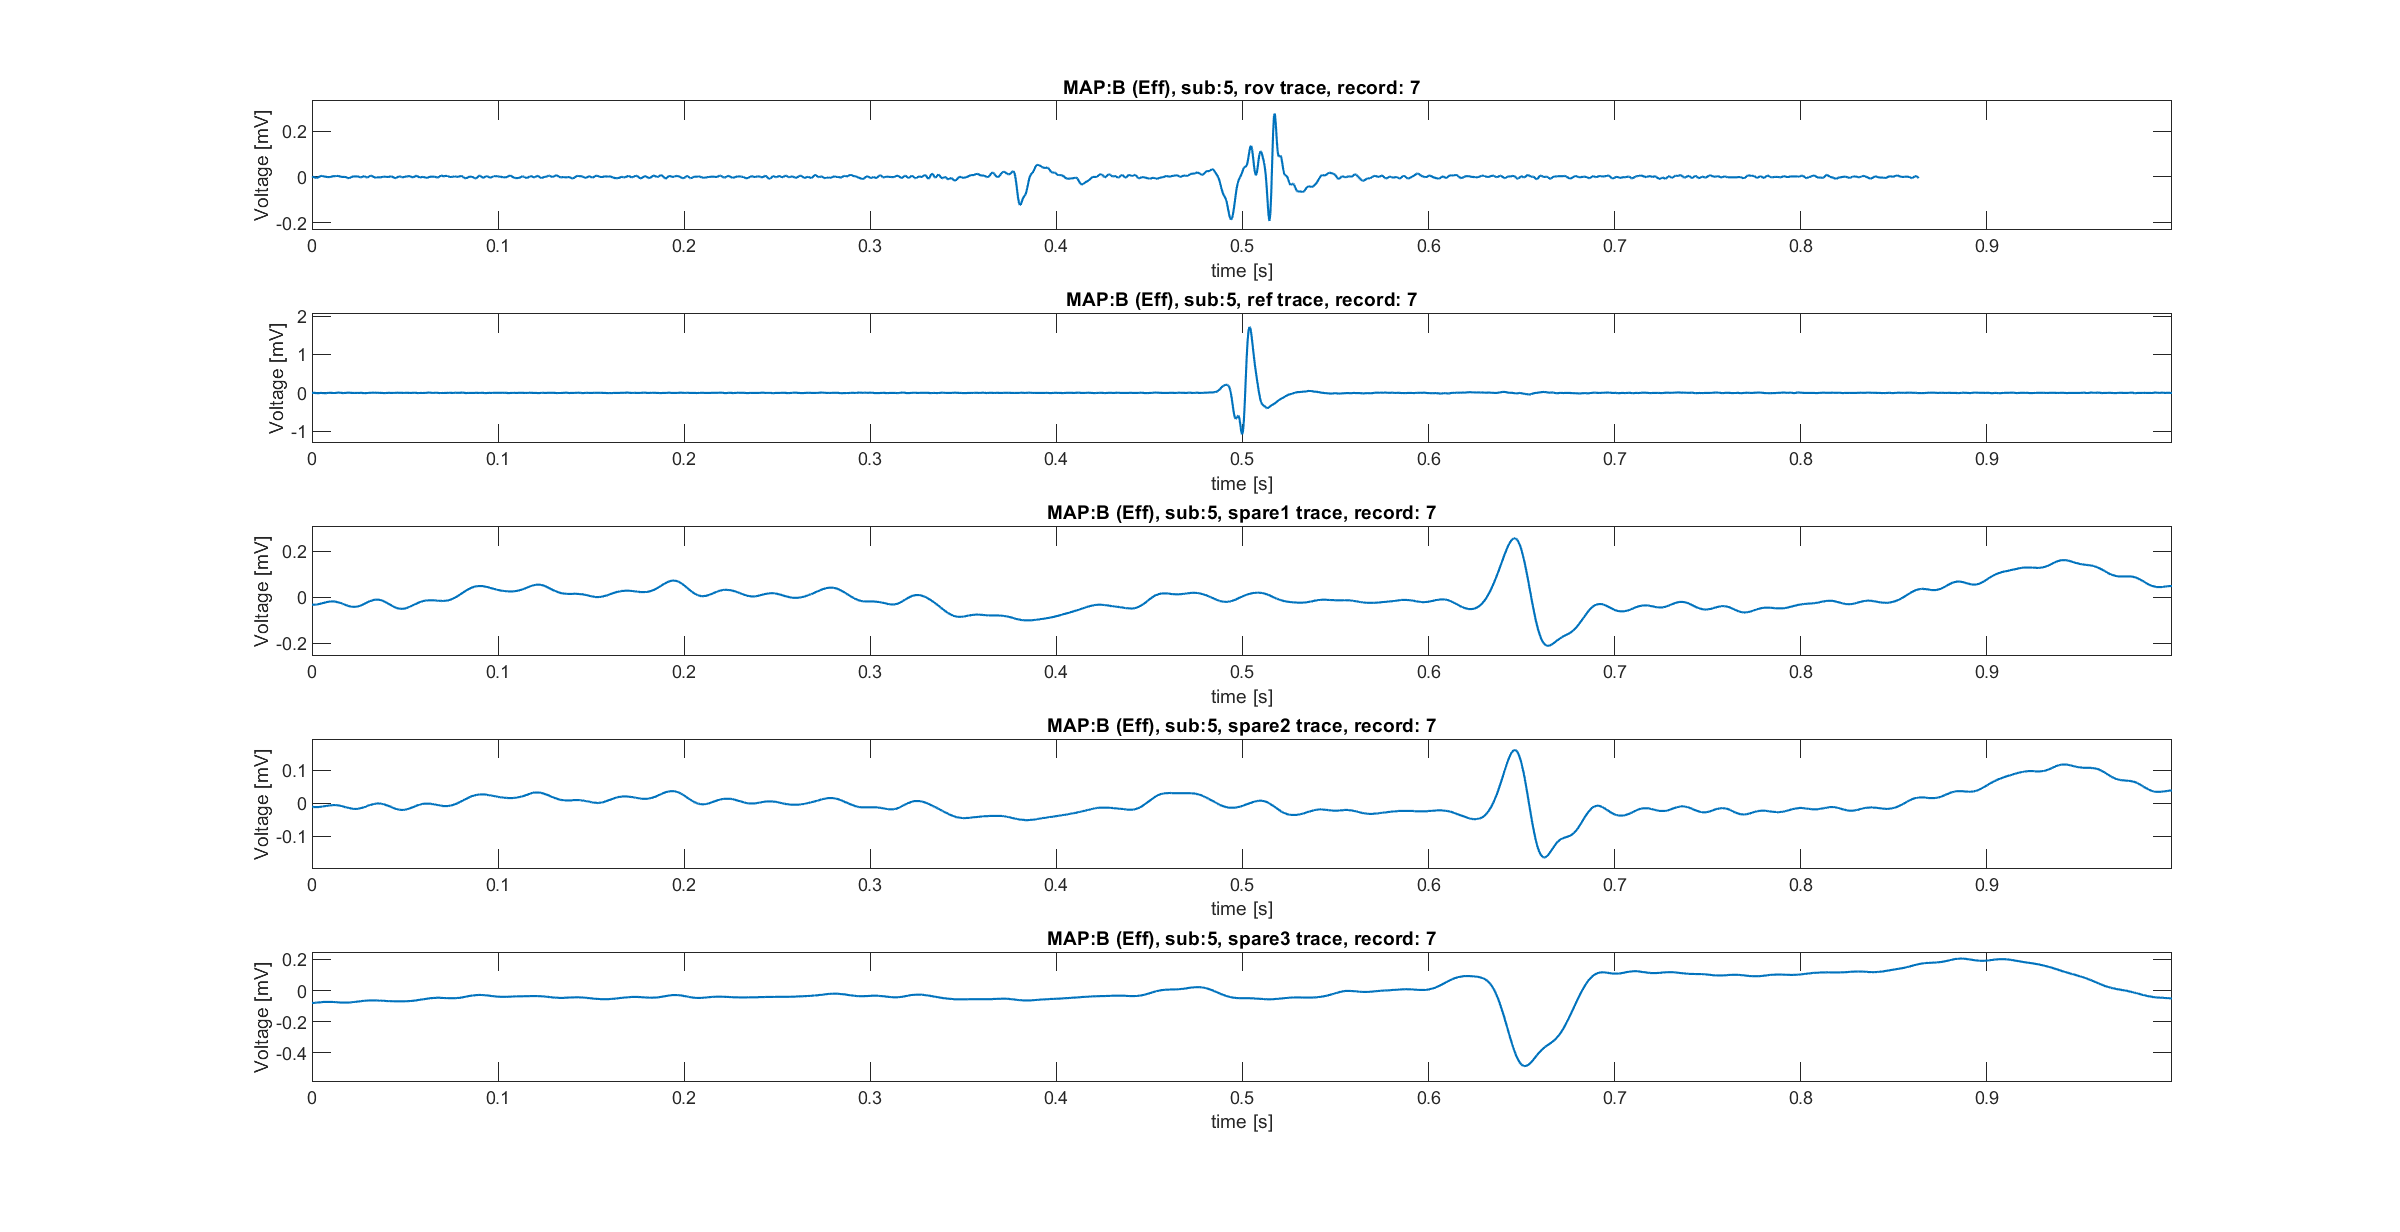 MAP:B (Eff), sub:5, rov trace, record: 7
Voltage [mV]
0.2
0
-0.2
0 0.1 0.2 0.3 0.4 0.5 0.6 0.7 0.8 0.9
time [s]
MAP:B (Eff), sub:5, ref trace, record: 7
Voltage [mV]
2
1
0
-1
0 0.1 0.2 0.3 0.4 0.5 0.6 0.7 0.8 0.9
time [s]
MAP:B (Eff), sub:5, spare1 trace, record: 7
Voltage [mV]
0.2
0
-0.2
0 0.1 0.2 0.3 0.4 0.5 0.6 0.7 0.8 0.9
time [s]
MAP:B (Eff), sub:5, spare2 trace, record: 7
Voltage [mV]
0.1
0
-0.1
0 0.1 0.2 0.3 0.4 0.5 0.6 0.7 0.8 0.9
time [s]
MAP:B (Eff), sub:5, spare3 trace, record: 7
Voltage [mV]
0.2
0
-0.2
-0.4
0 0.1 0.2 0.3 0.4 0.5 0.6 0.7 0.8 0.9
time [s]